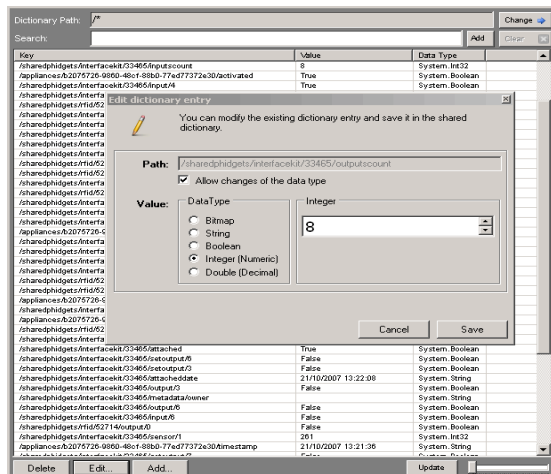 Dictionary Path: /* Change
Search: Add Clear
Key Value Data Type
/sharedphidgets/interfacekit/33465/inputscount 8 System.Int32
/appliances/b2075726-9860-48cf-88b0-77ed77372e30/activated True System.Boolean
/sharedphidgets/interfacekit/33465/input/4 True System.Boolean
/sharedphidgets/interfa
/sharedphidgets/rfid/52
Edit dictionary entry
You can modify the existing dictionary entry and save it in the shared
dictionary.
Path: /sharedphidgets/interfacekit/33465/outputscount
Allow changes of the data type
Value: DataType Integer
Bitmap
String
Boolean
Integer (Numeric)
Double (Decimal)
8
Cancel Save
/sharedphidgets/interfacekit/33465/attached True System.Boolean
/sharedphidgets/interfacekit/33465/setoutput/6 False System.Boolean
/sharedphidgets/interfacekit/33465/setoutput/3 False System.Boolean
/sharedphidgets/interfacekit/33465/attacheddate 21/10/2007 13:22:08 System.String
/sharedphidgets/interfacekit/33465/output/3 False System.Boolean
/sharedphidgets/interfacekit/33465/metadata/owner System.String
/sharedphidgets/interfacekit/33465/output/6 False System.Boolean
/sharedphidgets/interfacekit/33465/input/6 False System.Boolean
/sharedphidgets/rfid/52714/output/0 False System.Boolean
/sharedphidgets/interfacekit/33465/sensor/1 261 System.Int32
/appliances/b2075726-9860-48cf-88b0-77ed77372e30/timestamp 21/10/2007 13:21:36 System.String
Delete Edit... Add... Update